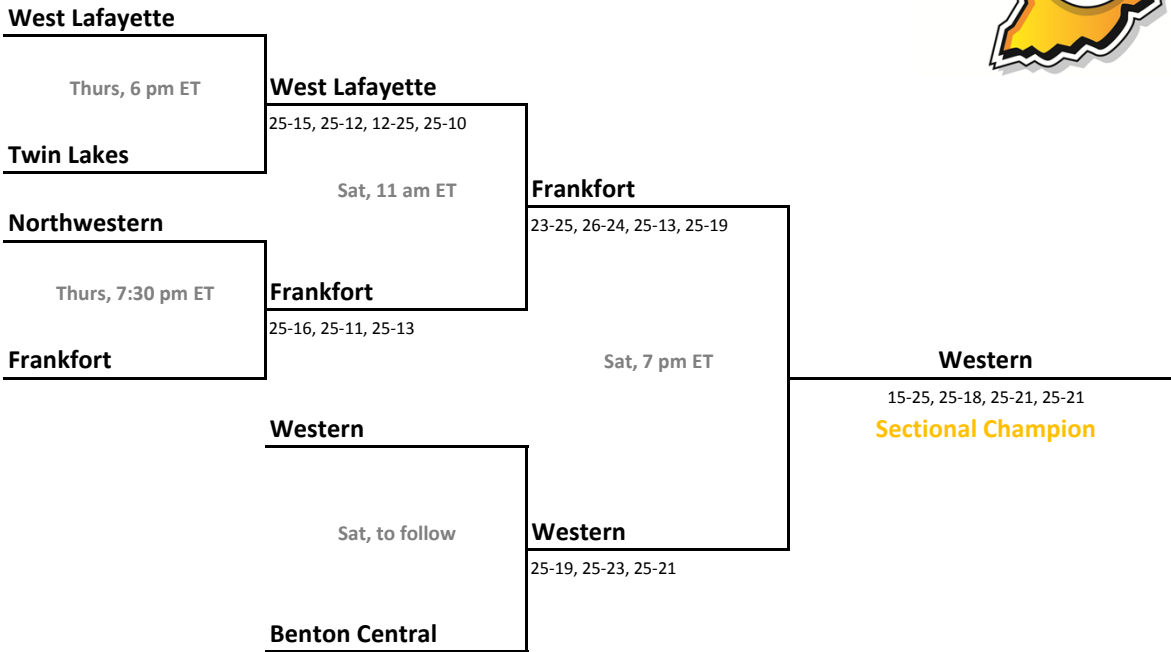 West Lafayette
Thurs, 6 pm ET
West Lafayette
25-15, 25-12, 12-25, 25-10
Twin Lakes
Sat, 11 am ET
Frankfort
23-25, 26-24, 25-13, 25-19
Northwestern
Thurs, 7:30 pm ET
Frankfort
25-16, 25-11, 25-13
Frankfort
Sat, 7 pm ET
Western
15-25, 25-18, 25-21, 25-21
Sectional Champion
Western
Sat, to follow
Western
25-19, 25-23, 25-21
Benton Central